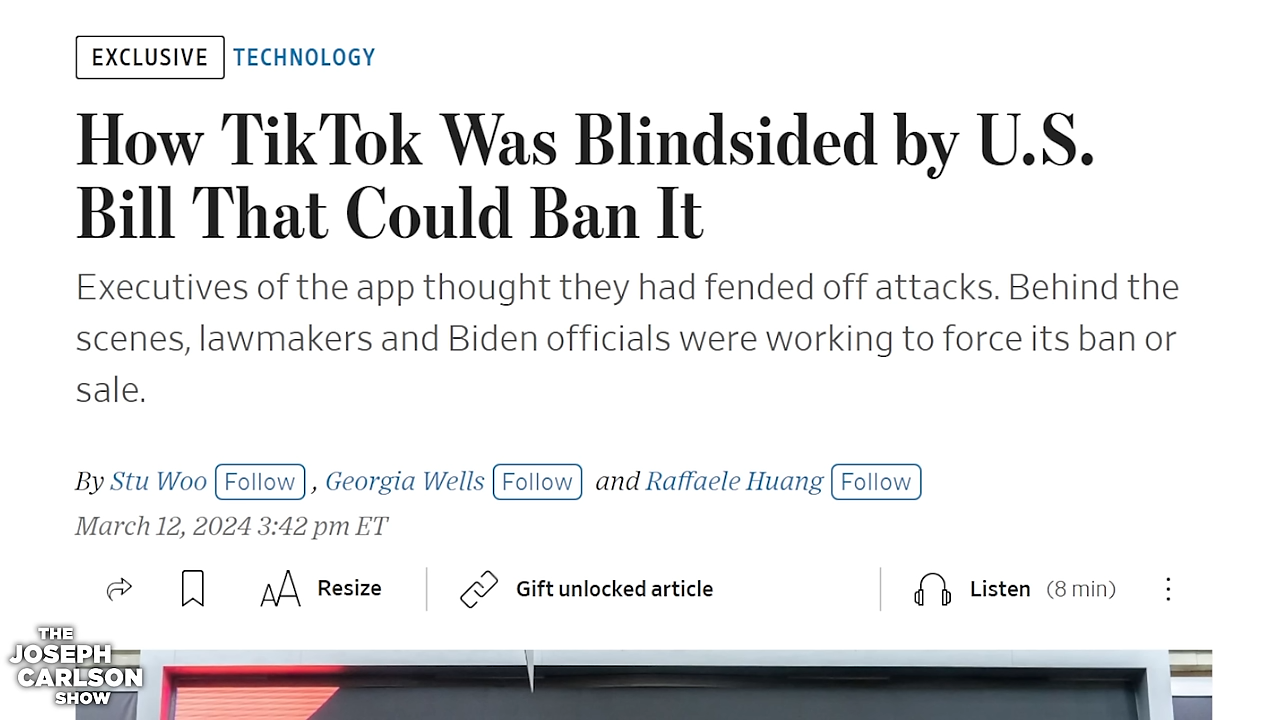 EXCLUSIVE TECHNOLOGY
How TikTok Was Blindsided by U.S.
Bill That Could Ban It
Executives of the app thought they had fended off attacks. Behind the
scenes, lawmakers and Biden officials were working to force its ban or
sale.
By Stu Woo Follow , Georgia Wells Follow and Raffaele Huang Follow
March 12, 2024 3:42 pm ET
AA Resize Gift unlocked article Listen (8 min)
THE
JOSEPH
CARLSON
SHOW